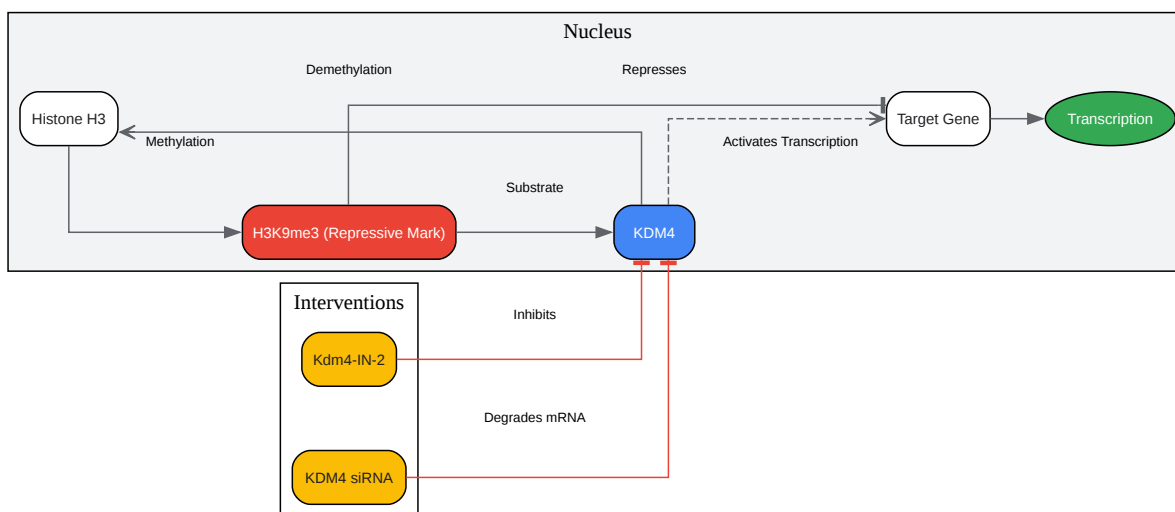 Nucleus
Demethylation
Represses
Histone H3
Target Gene
Transcription
Methylation
Activates Transcription
Substrate
H3K9me3 (Repressive Mark)
KDM4
Interventions
Inhibits
Kdm4-IN-2
Degrades mRNA
KDM4 siRNA